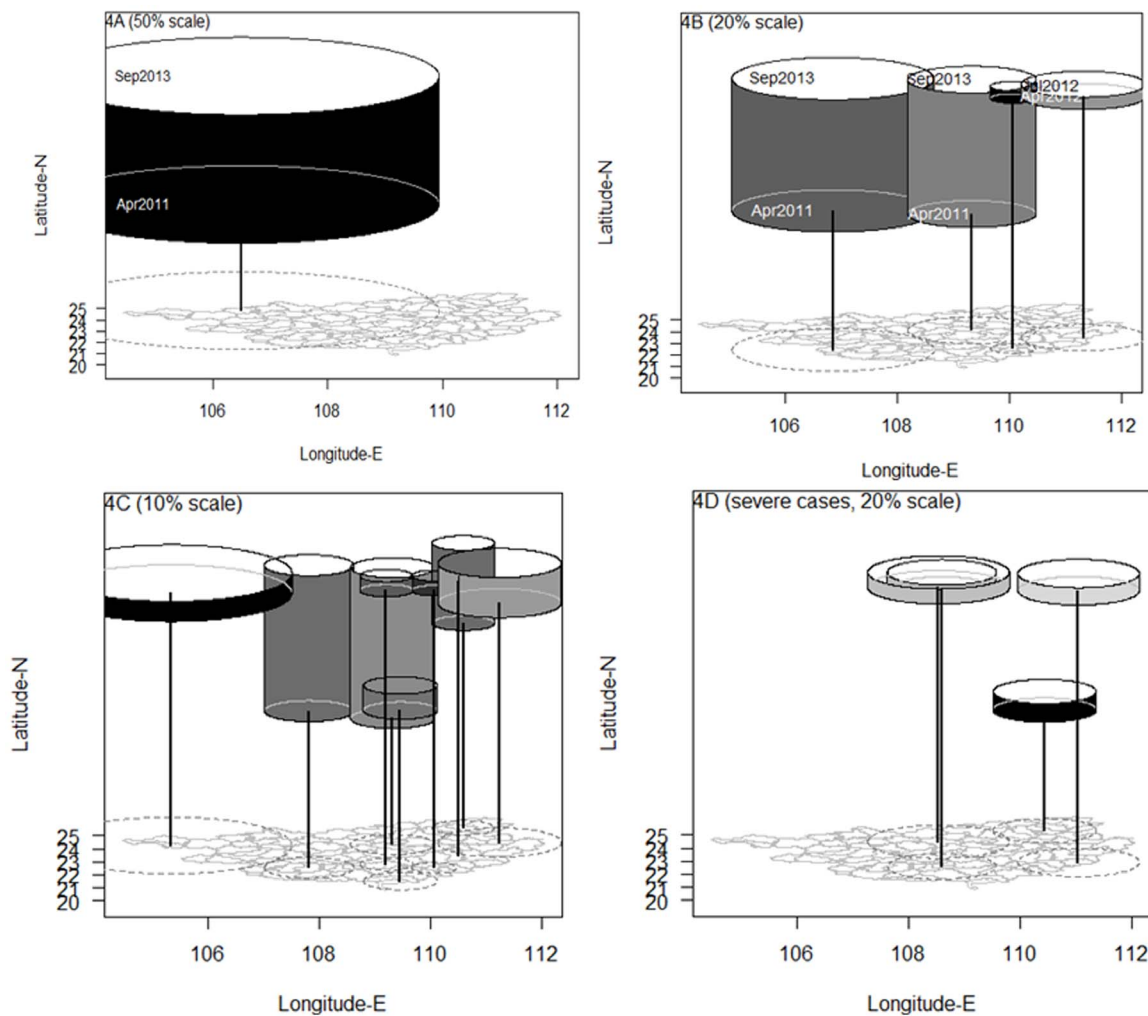 4A (50% scale)
Sep2013
Apr2011
Latitude-N
25
24
23
22
21
20
106 108 110 112
Longitude-E
4B (20% scale)
Sep2013 Sep2013
Apr2012
Apr2011 Apr2011
Latitude-N
25
24
23
22
21
20
106 108 110 112
Longitude-E
4C (10% scale)
Latitude-N
25
24
23
22
21
20
106 108 110 112
Longitude-E
4D (severe cases, 20% scale)
Latitude-N
25
24
23
22
21
20
106 108 110 112
Longitude-E